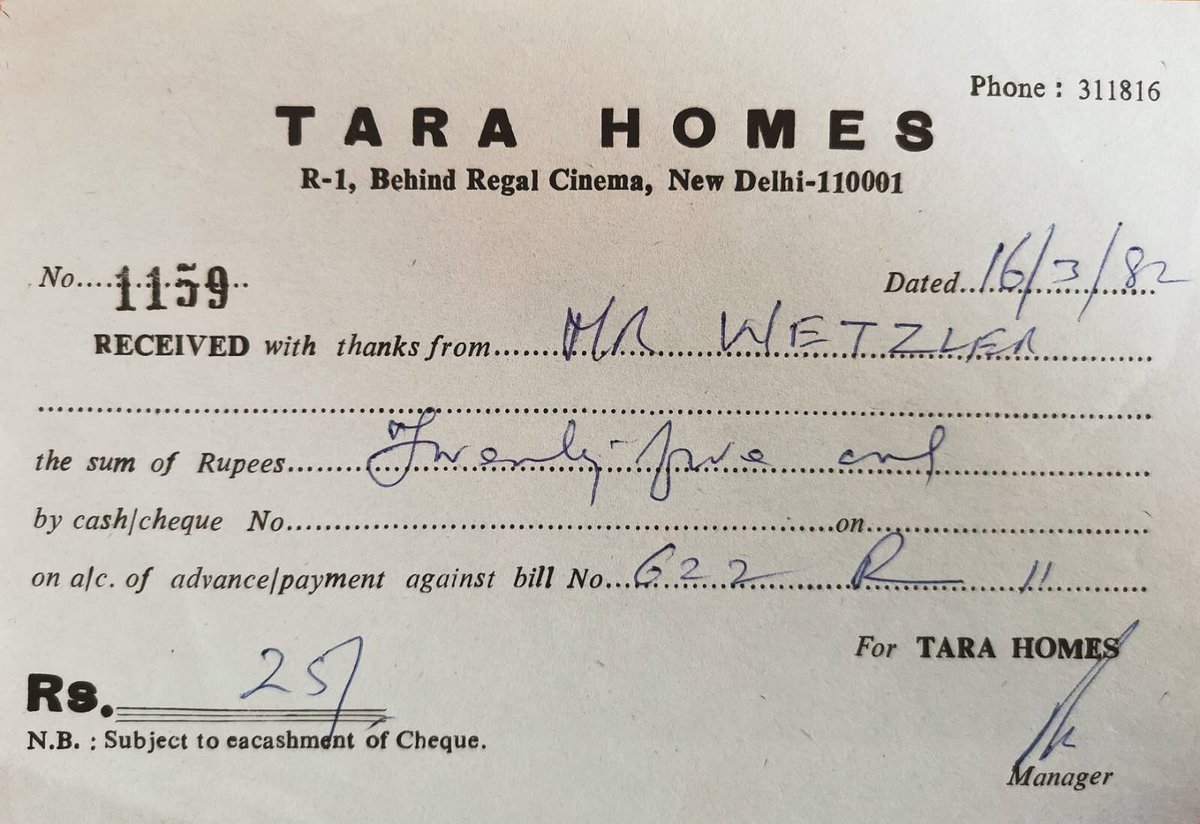 Phone : 311816
TARA HOMES
R-1, Behind Regal Cinema, New Delhi-110001
No....1159.. Dated..16/3/82
RECEIVED with thanks from......MR WETZLER
the sum of Rupees......Twenty-five only
by cash/cheque No......on......
on a/c. of advance/payment against bill No...622 R 11
For TARA HOMES
Rs. 25/
N.B. : Subject to eacashment of Cheque.
Manager